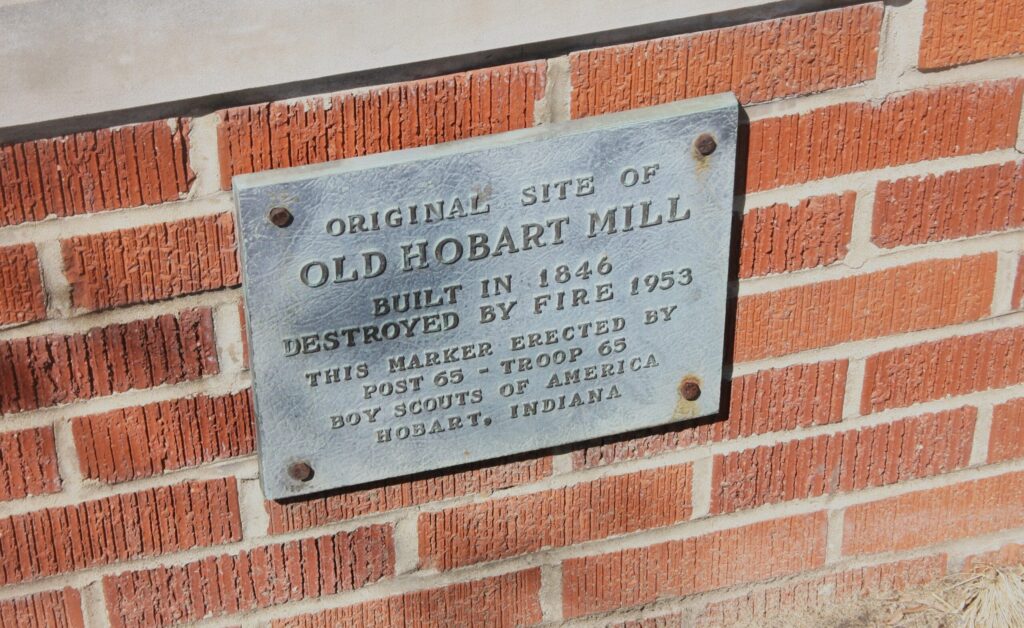 ORIGINAL SITE OF
OLD HOBART MILL
BUILT IN 1846
DESTROYED BY FIRE 1953
THIS MARKER ERECTED BY
POST 65 - TROOP 65
BOY SCOUTS OF AMERICA
HOBART, INDIANA